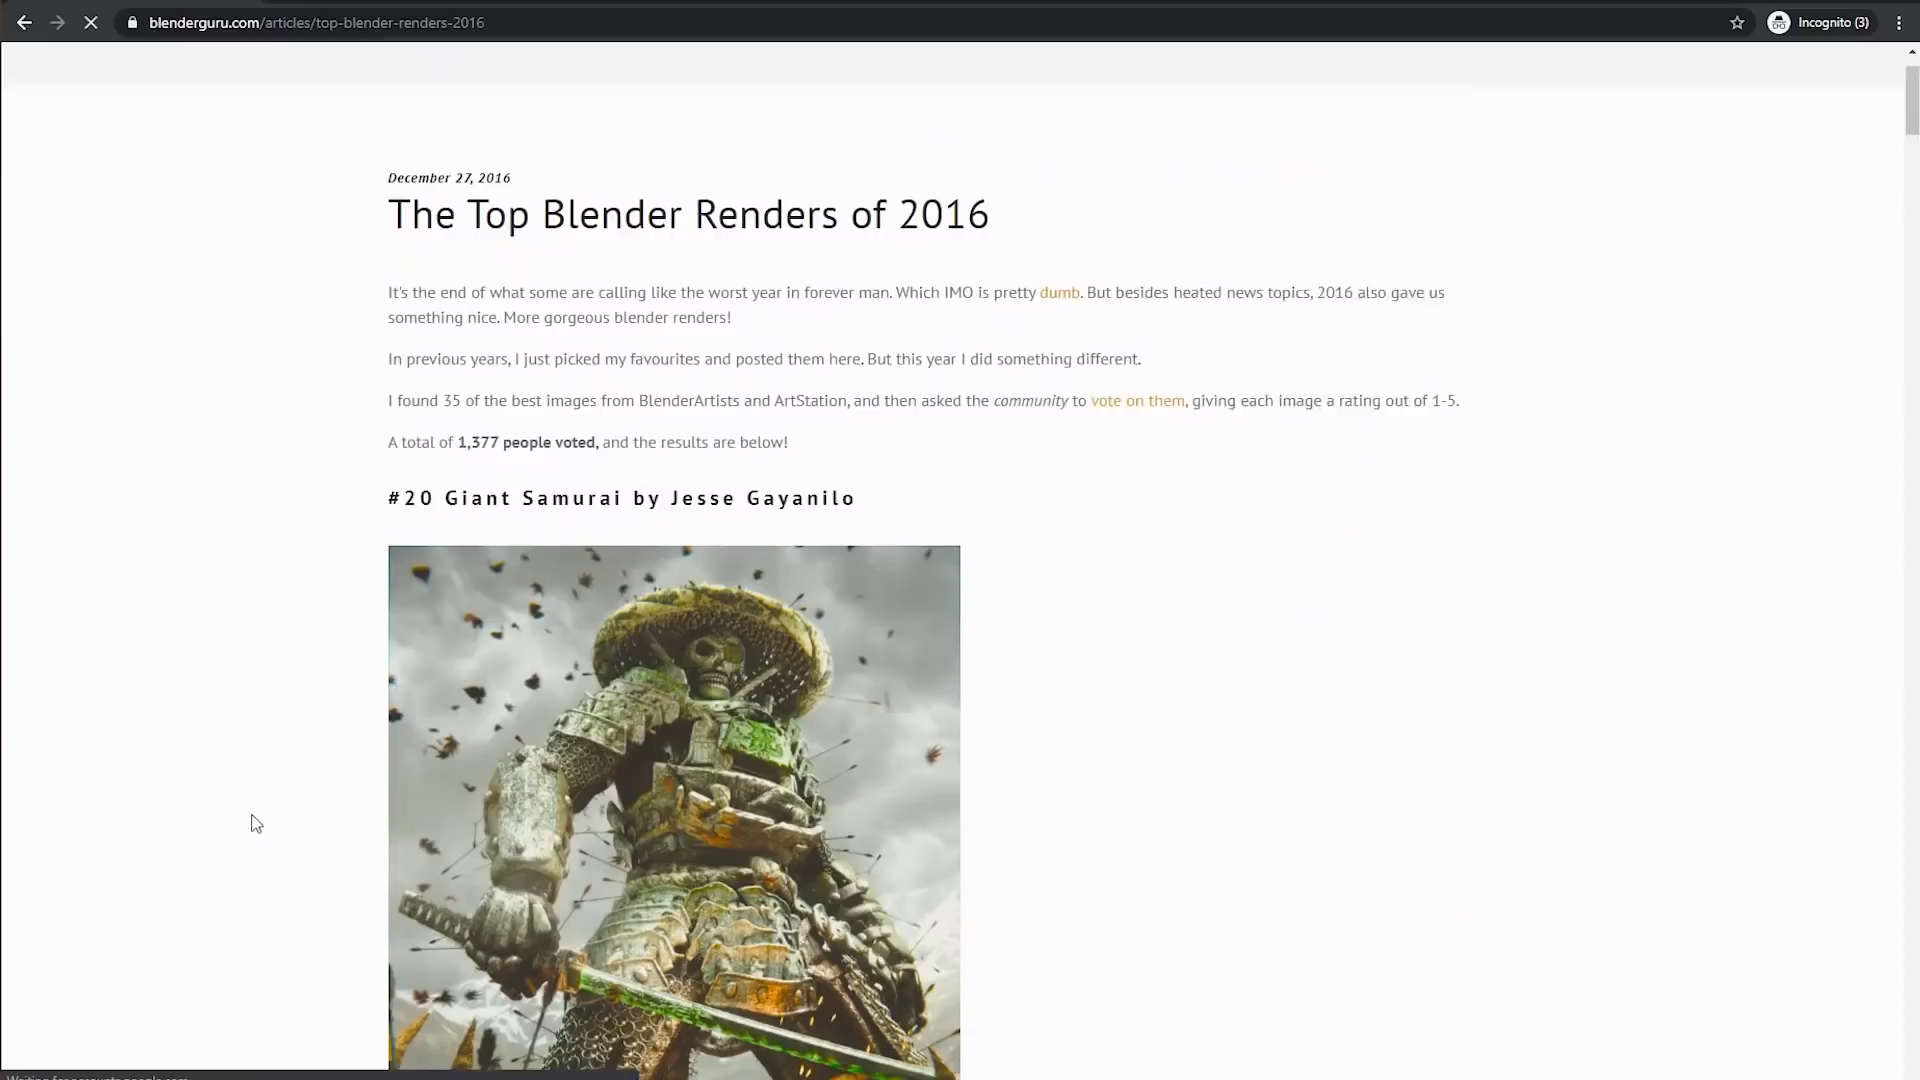 blenderguru.com/articles/top-blender-renders-2016
Incognito (3)
December 27, 2016
The Top Blender Renders of 2016
It's the end of what some are calling like the worst year in forever man. Which IMO is pretty dumb. But besides heated news topics, 2016 also gave us
something nice. More gorgeous blender renders!
In previous years, I just picked my favourites and posted them here. But this year I did something different.
I found 35 of the best images from BlenderArtists and ArtStation, and then asked the community to vote on them, giving each image a rating out of 1-5.
A total of 1,377 people voted, and the results are below!
#20 Giant Samurai by Jesse Gayanilo